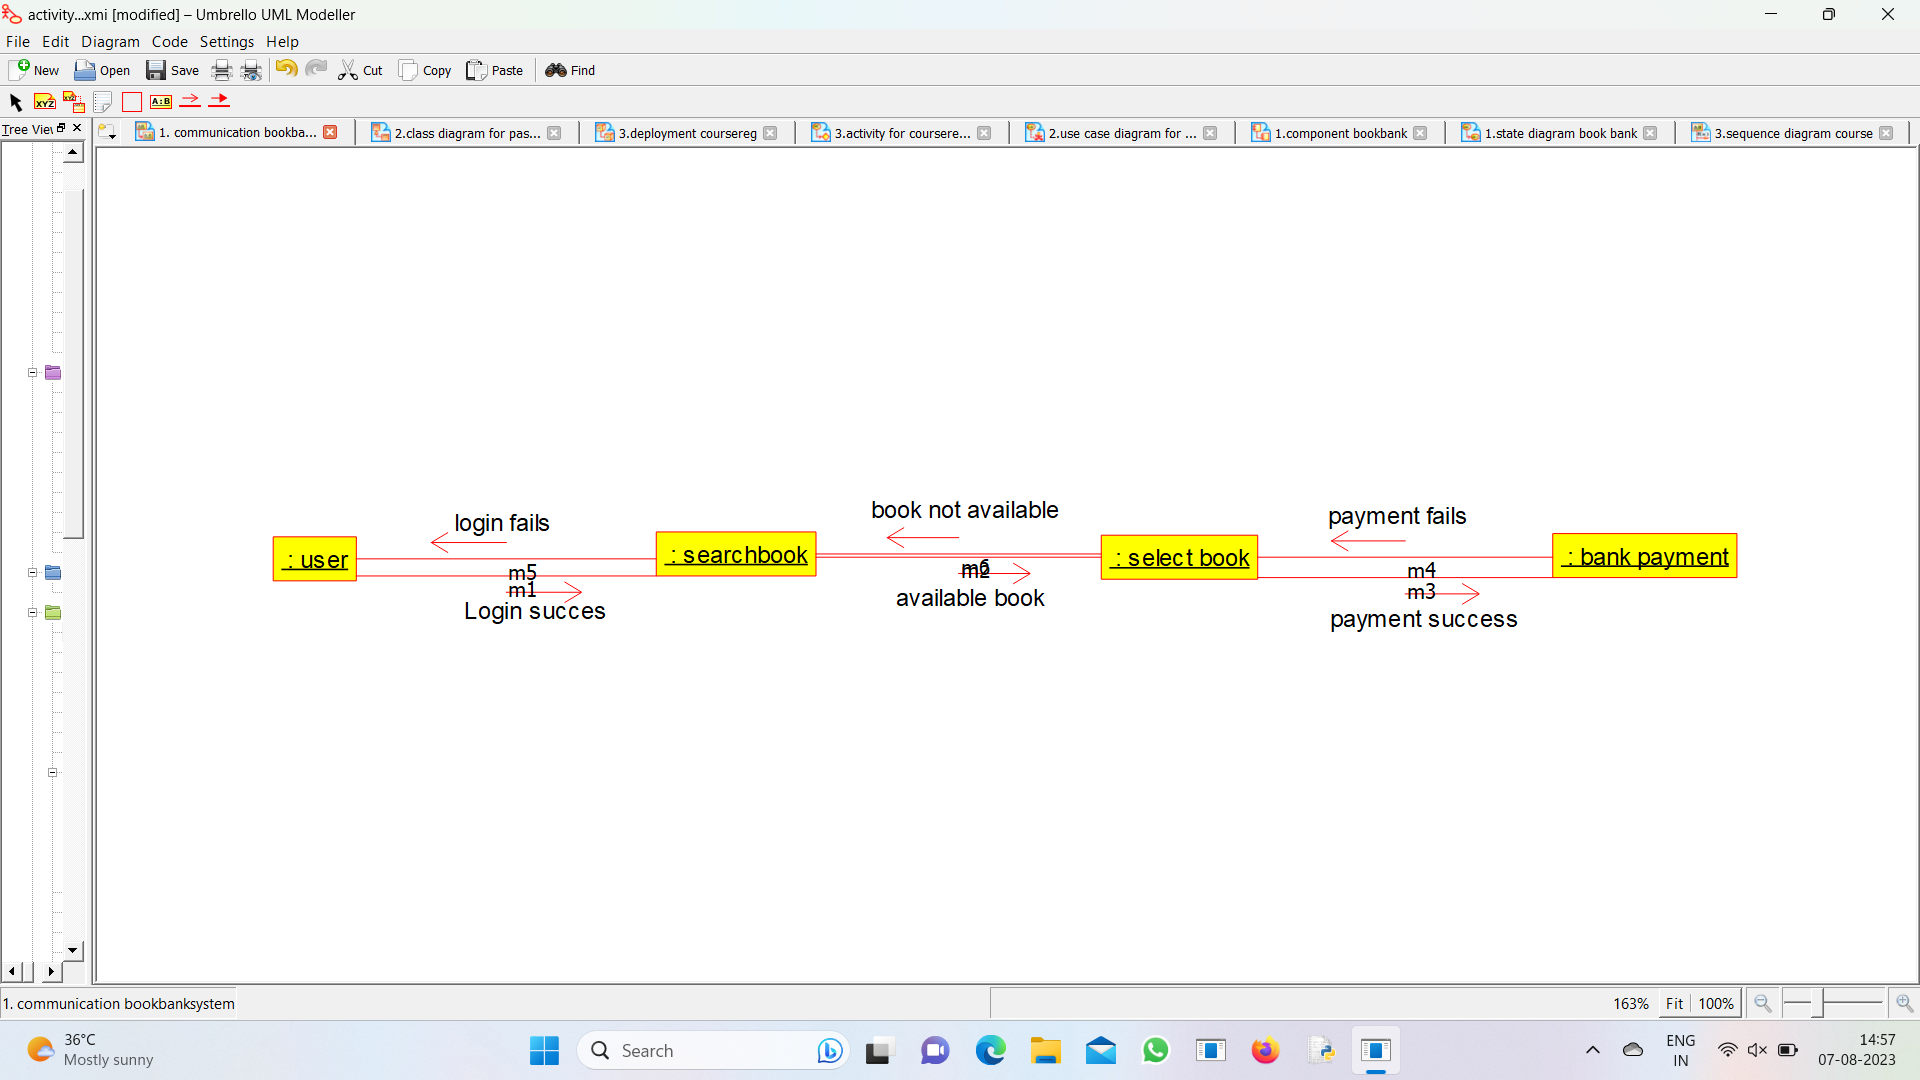 activity...xmi [modified] – Umbrello UML Modeller
File Edit Diagram Code Settings Help
New Open Save Cut Copy Paste Find
XYZ XYZ A:B
Tree Vie
1. communication bookba... 2.class diagram for pas... 3.deployment coursereg 3.activity for coursere... 2.use case diagram for ... 1.component bookbank 1.state diagram book bank 3.sequence diagram course
book not available
payment fails
login fails
: user : searchbook : select book : bank payment
m5 m2 m4
m1 m3
Login succes available book payment success
1. communication bookbanksystem 163% Fit 100%
36°C
Mostly sunny
Search
ENG
IN
14:57
07-08-2023